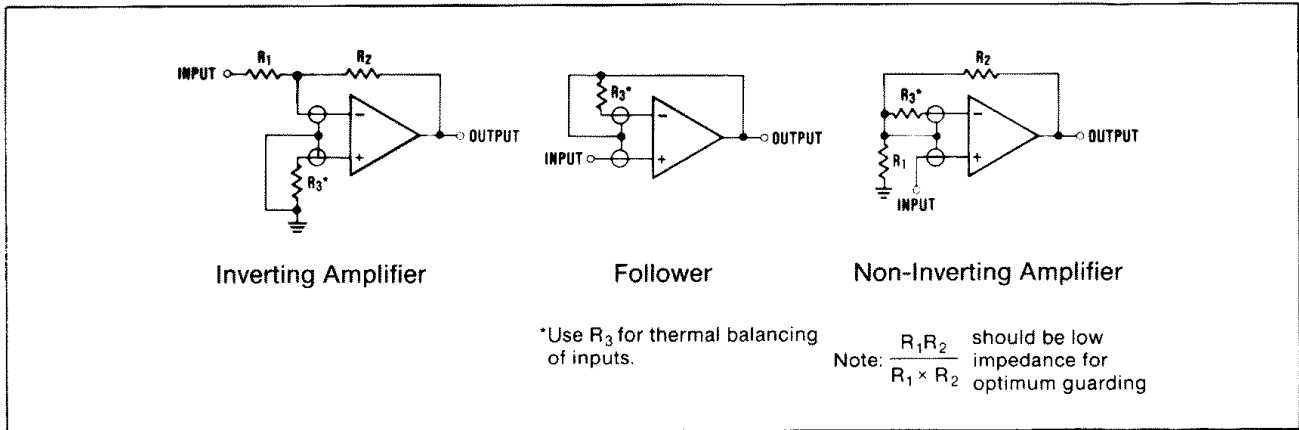 R1
R2
INPUT
−
+
OUTPUT
R3*
Inverting Amplifier
R3*
−
+
INPUT
OUTPUT
Follower
R2
R3*
−
+
R1
OUTPUT
INPUT
Non-Inverting Amplifier
*Use R3 for thermal balancing
of inputs.
Note: R1R2 / R1 × R2 should be low
impedance for
optimum guarding